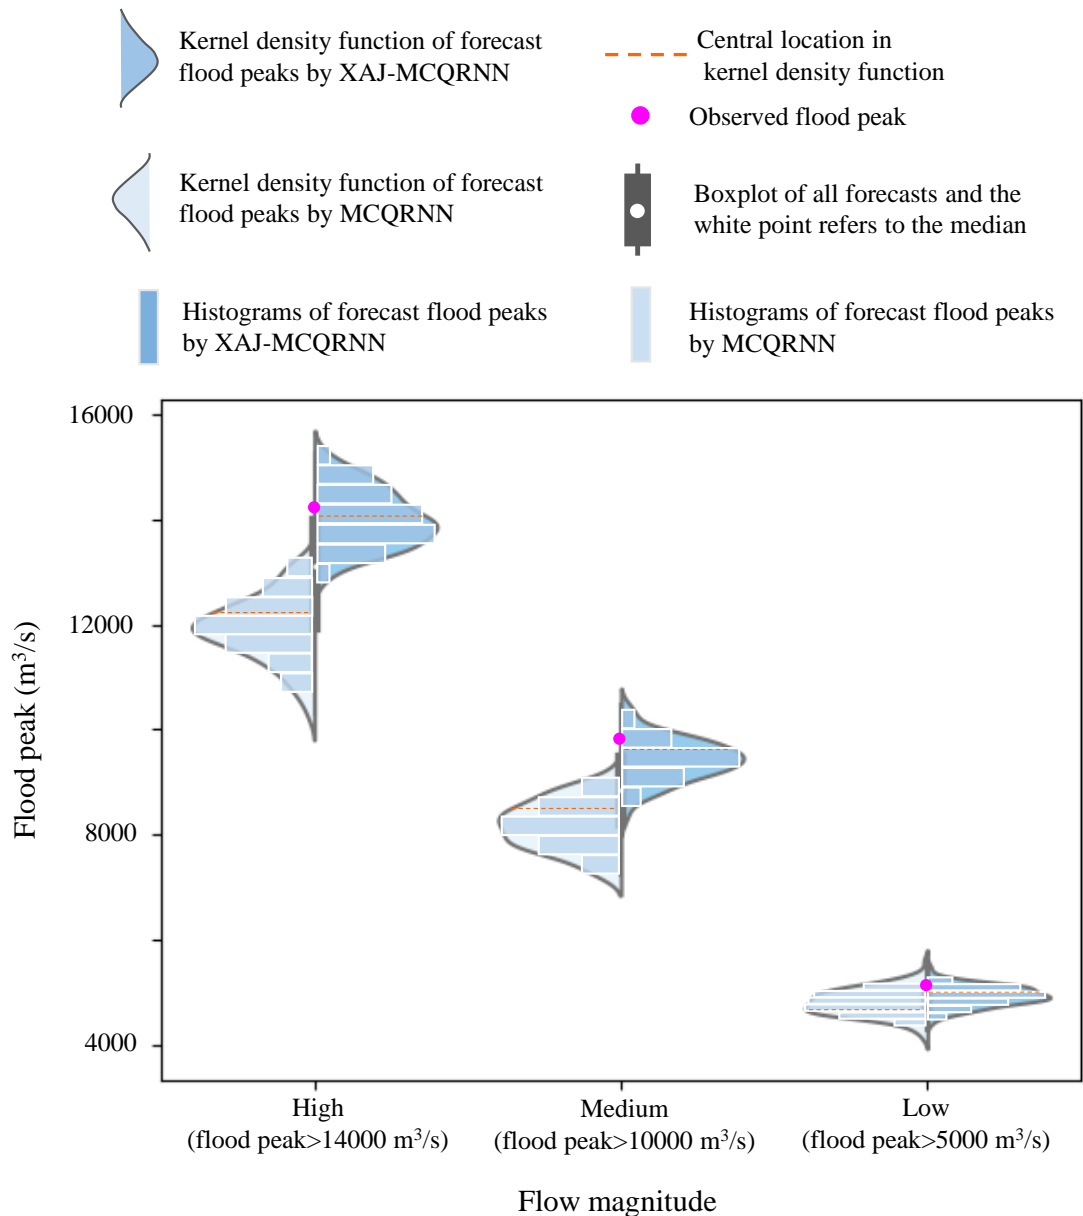 Kernel density function of forecast
flood peaks by XAJ-MCQRNN
Central location in
kernel density function
Observed flood peak
Kernel density function of forecast
flood peaks by MCQRNN
Boxplot of all forecasts and the
white point refers to the median
Histograms of forecast flood peaks
by XAJ-MCQRNN
Histograms of forecast flood peaks
by MCQRNN
16000
12000
8000
4000
Flood peak (m³/s)
High
(flood peak>14000 m³/s)
Medium
(flood peak>10000 m³/s)
Low
(flood peak>5000 m³/s)
Flow magnitude